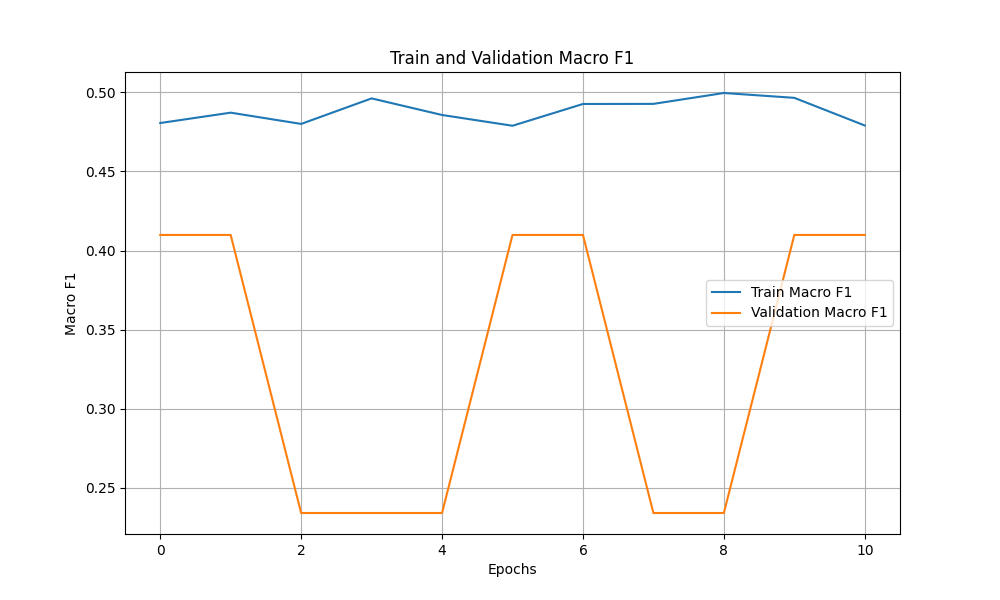 Train and Validation Macro F1
Macro F1
0.50
0.45
0.40
0.35
0.30
0.25
Train Macro F1
Validation Macro F1
0 2 4 6 8 10
Epochs